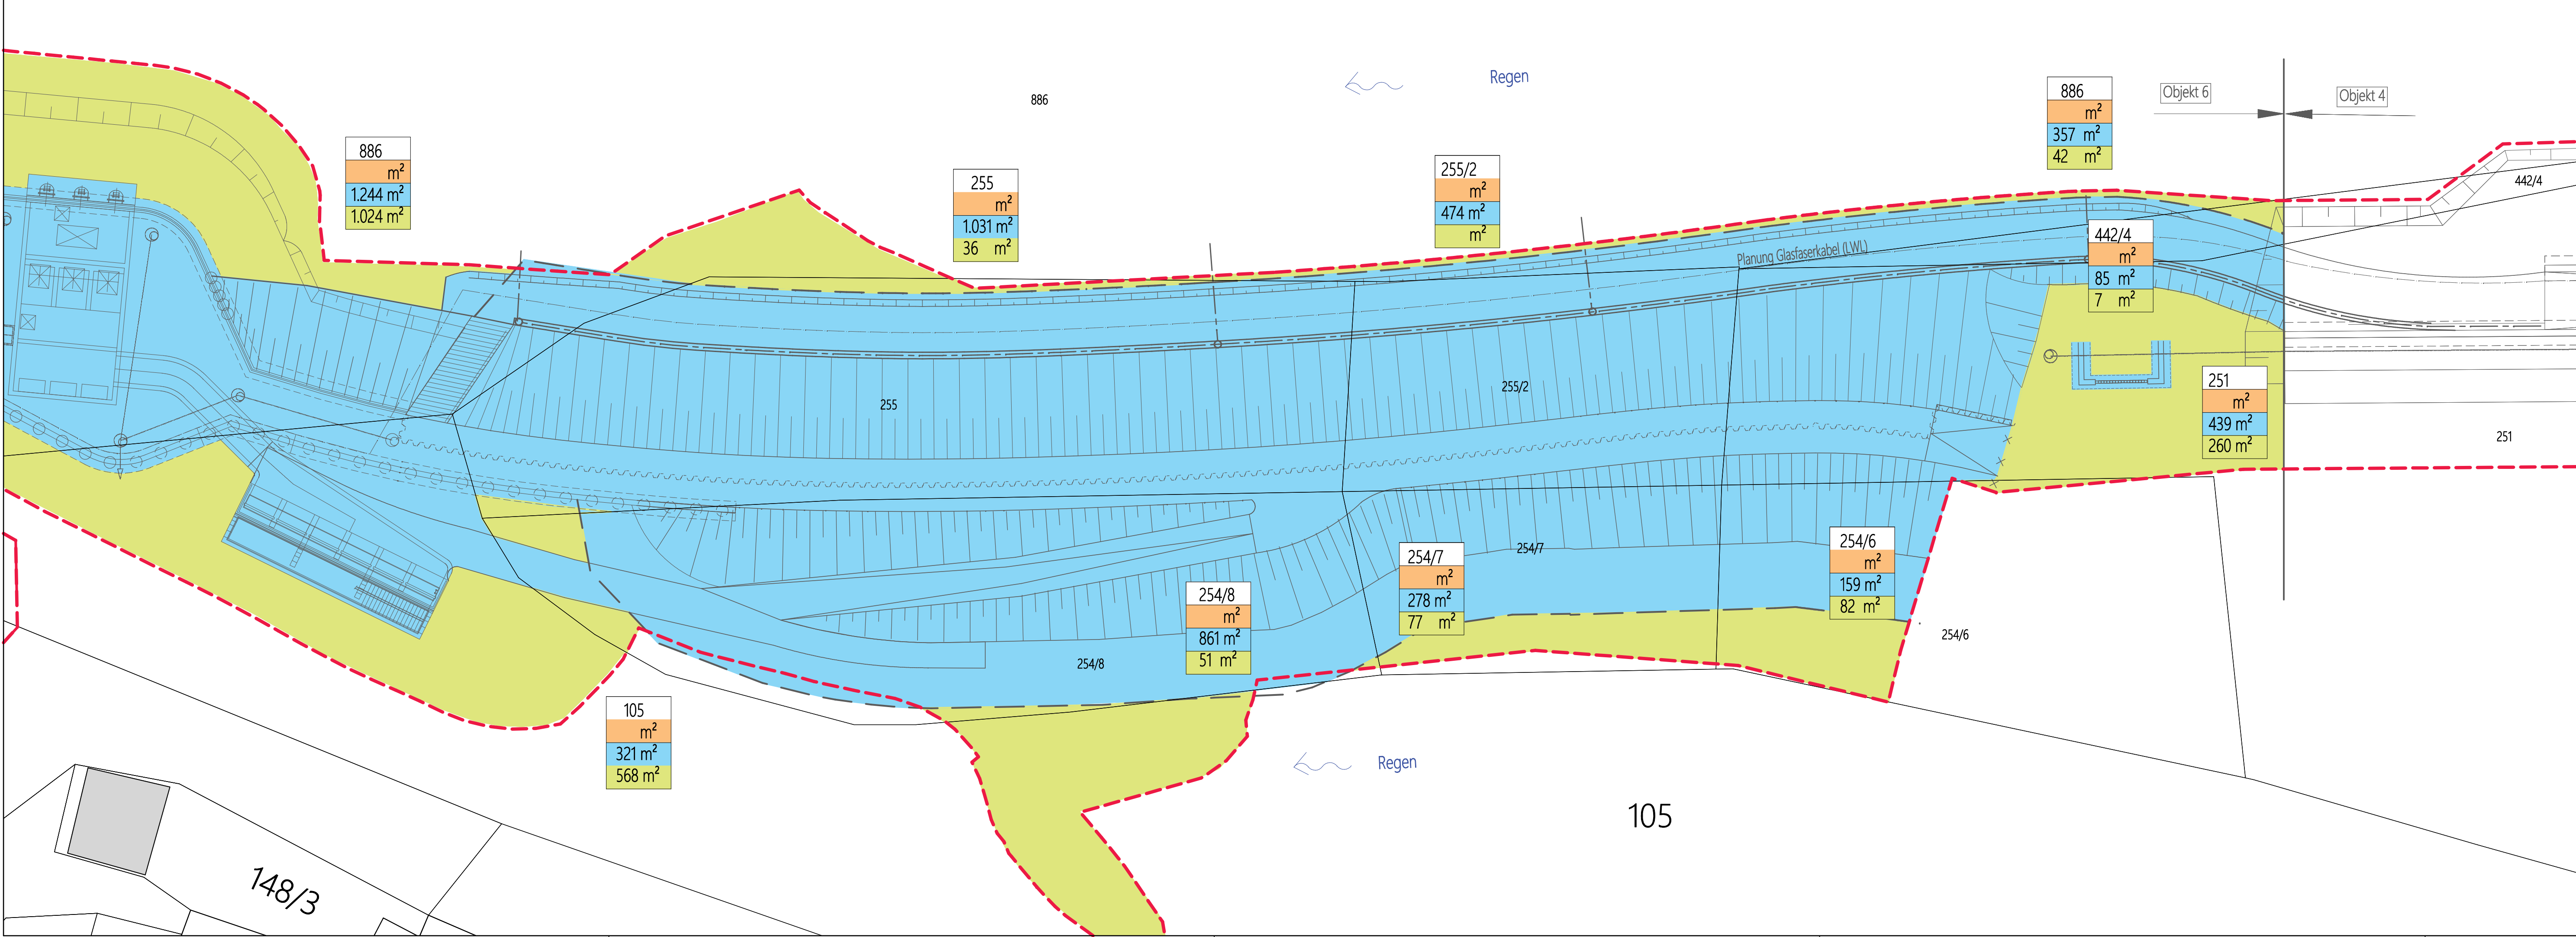 Regen
886
886
m²
357 m²
42 m²
Objekt 6
Objekt 4
886
m²
1.244 m²
1.024 m²
255
m²
1.031 m²
36 m²
255/2
m²
474 m²
m²
442/4
Planung Glasfaserkabel (LWL)
442/4
m²
85 m²
7 m²
255
255/2
251
m²
439 m²
260 m²
251
254/7
254/7
m²
278 m²
77 m²
254/6
m²
159 m²
82 m²
254/6
254/8
m²
861 m²
51 m²
254/8
105
m²
321 m²
568 m²
Regen
105
148/3